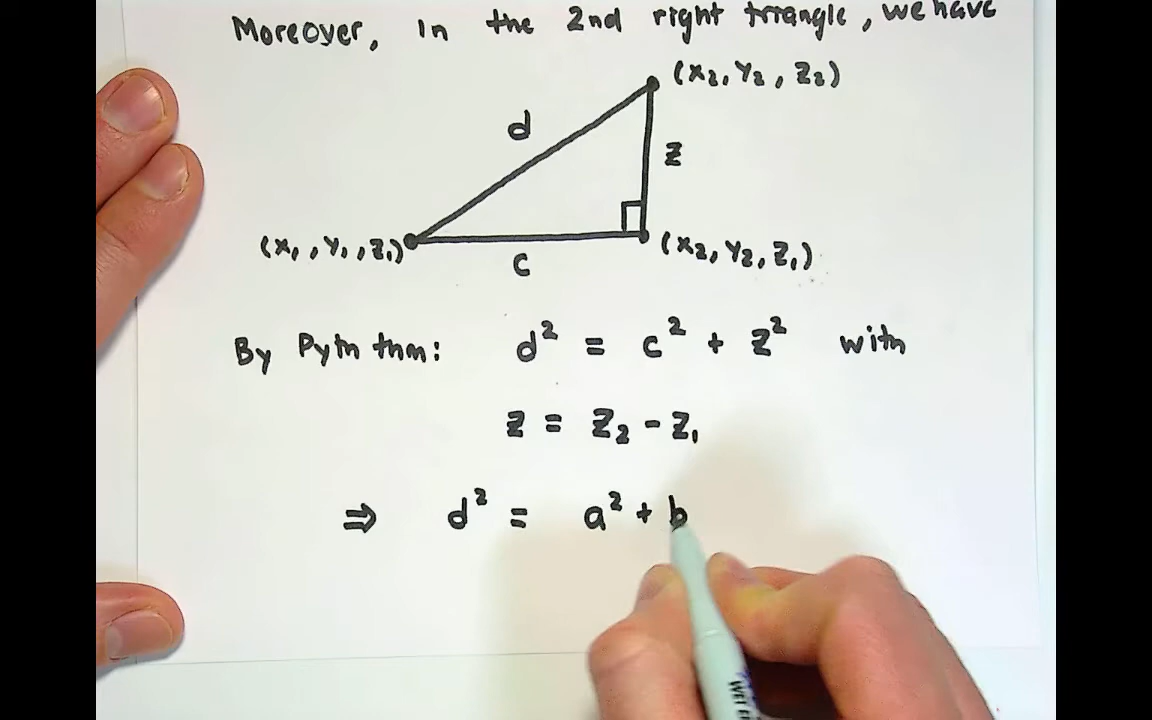 Moreover, in the 2nd right triangle, we have
(x₂, y₂, z₂)
d
z
(x₁, y₁, z₁)
(x₂, y₂, z₁)
c
By Pyth thm: d² = c² + z² with
z = z₂ - z₁
⇒ d² = a² + b
WET E